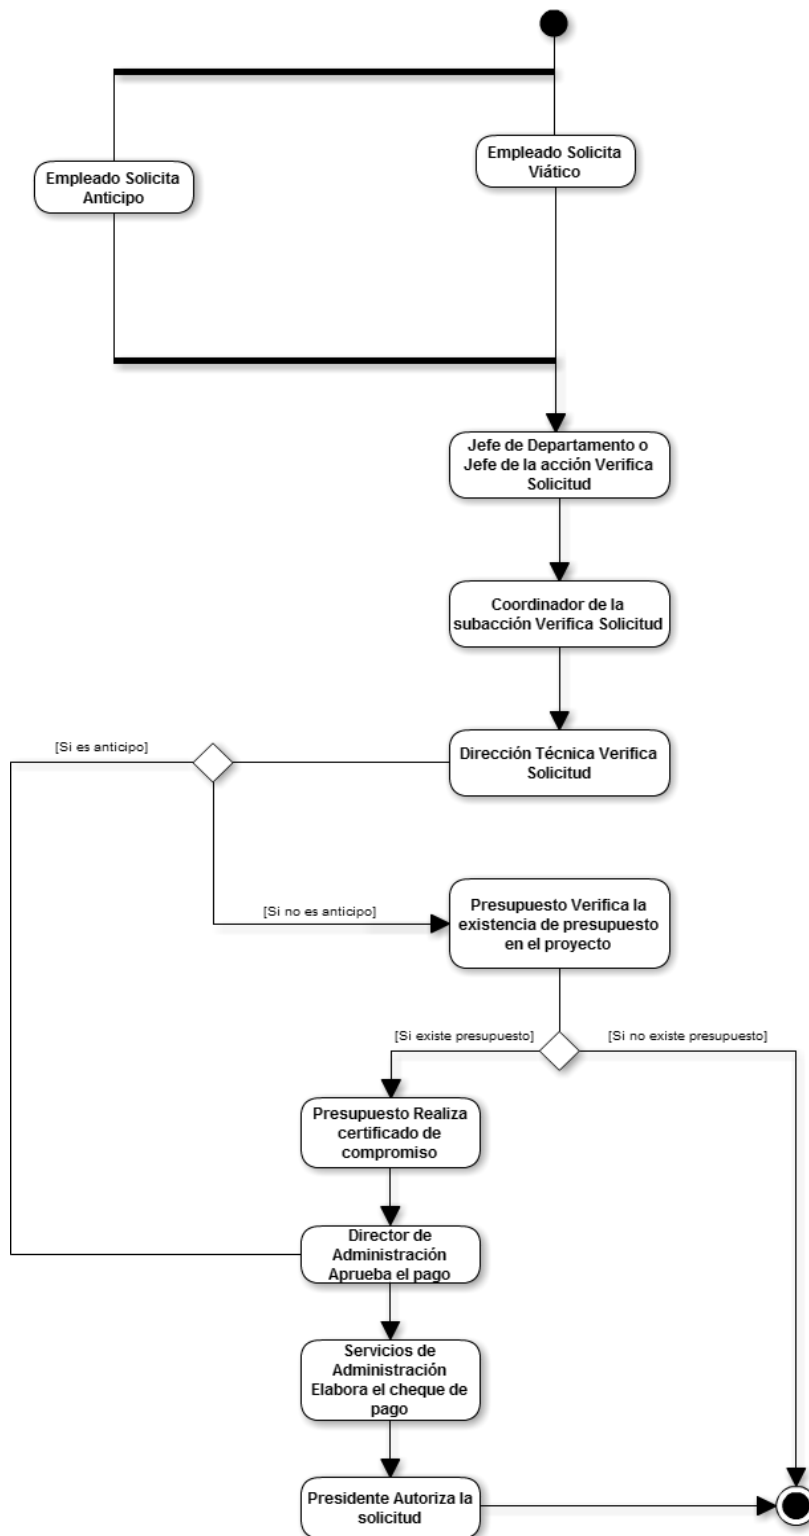 Empleado Solicita
Viático
Empleado Solicita
Anticipo
Jefe de Departamento o
Jefe de la acción Verifica
Solicitud
Coordinador de la
subacción Verifica Solicitud
Dirección Técnica Verifica
Solicitud
[Si es anticipo]
[Si no es anticipo]
Presupuesto Verifica la
existencia de presupuesto
en el proyecto
[Si existe presupuesto]
[Si no existe presupuesto]
Presupuesto Realiza
certificado de
compromiso
Director de
Administración
Aprueba el pago
Servicios de
Administración
Elabora el cheque de
pago
Presidente Autoriza la
solicitud